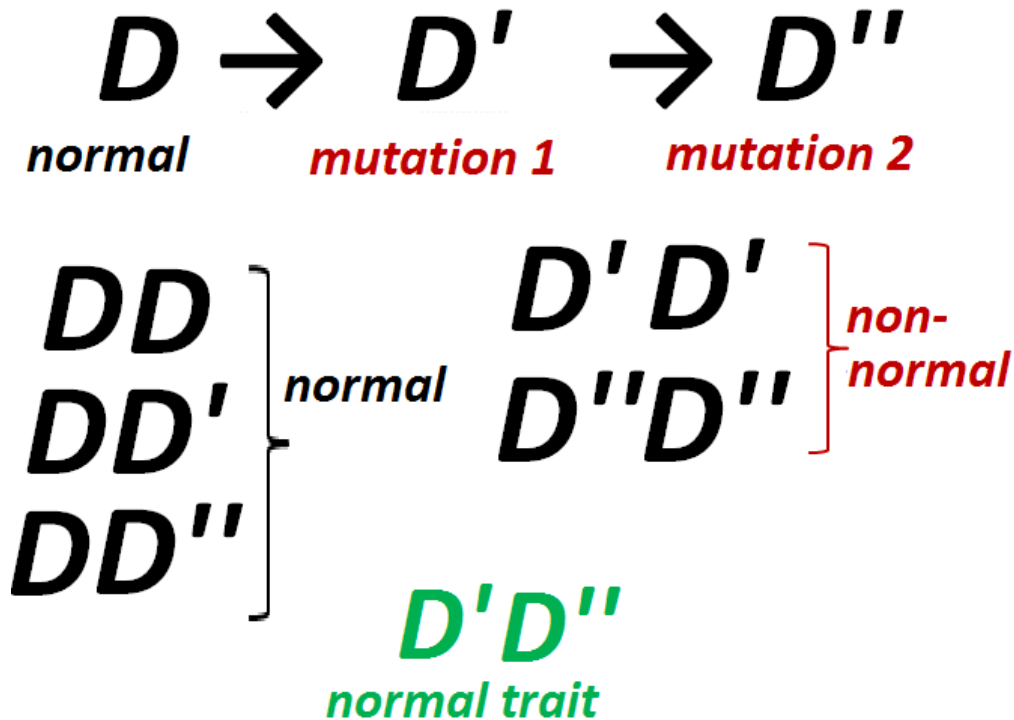 D → D' → D''
normal mutation 1 mutation 2
DD
DD'
DD''
normal
D' D'
D''D''
non-
normal
D'D''
normal trait